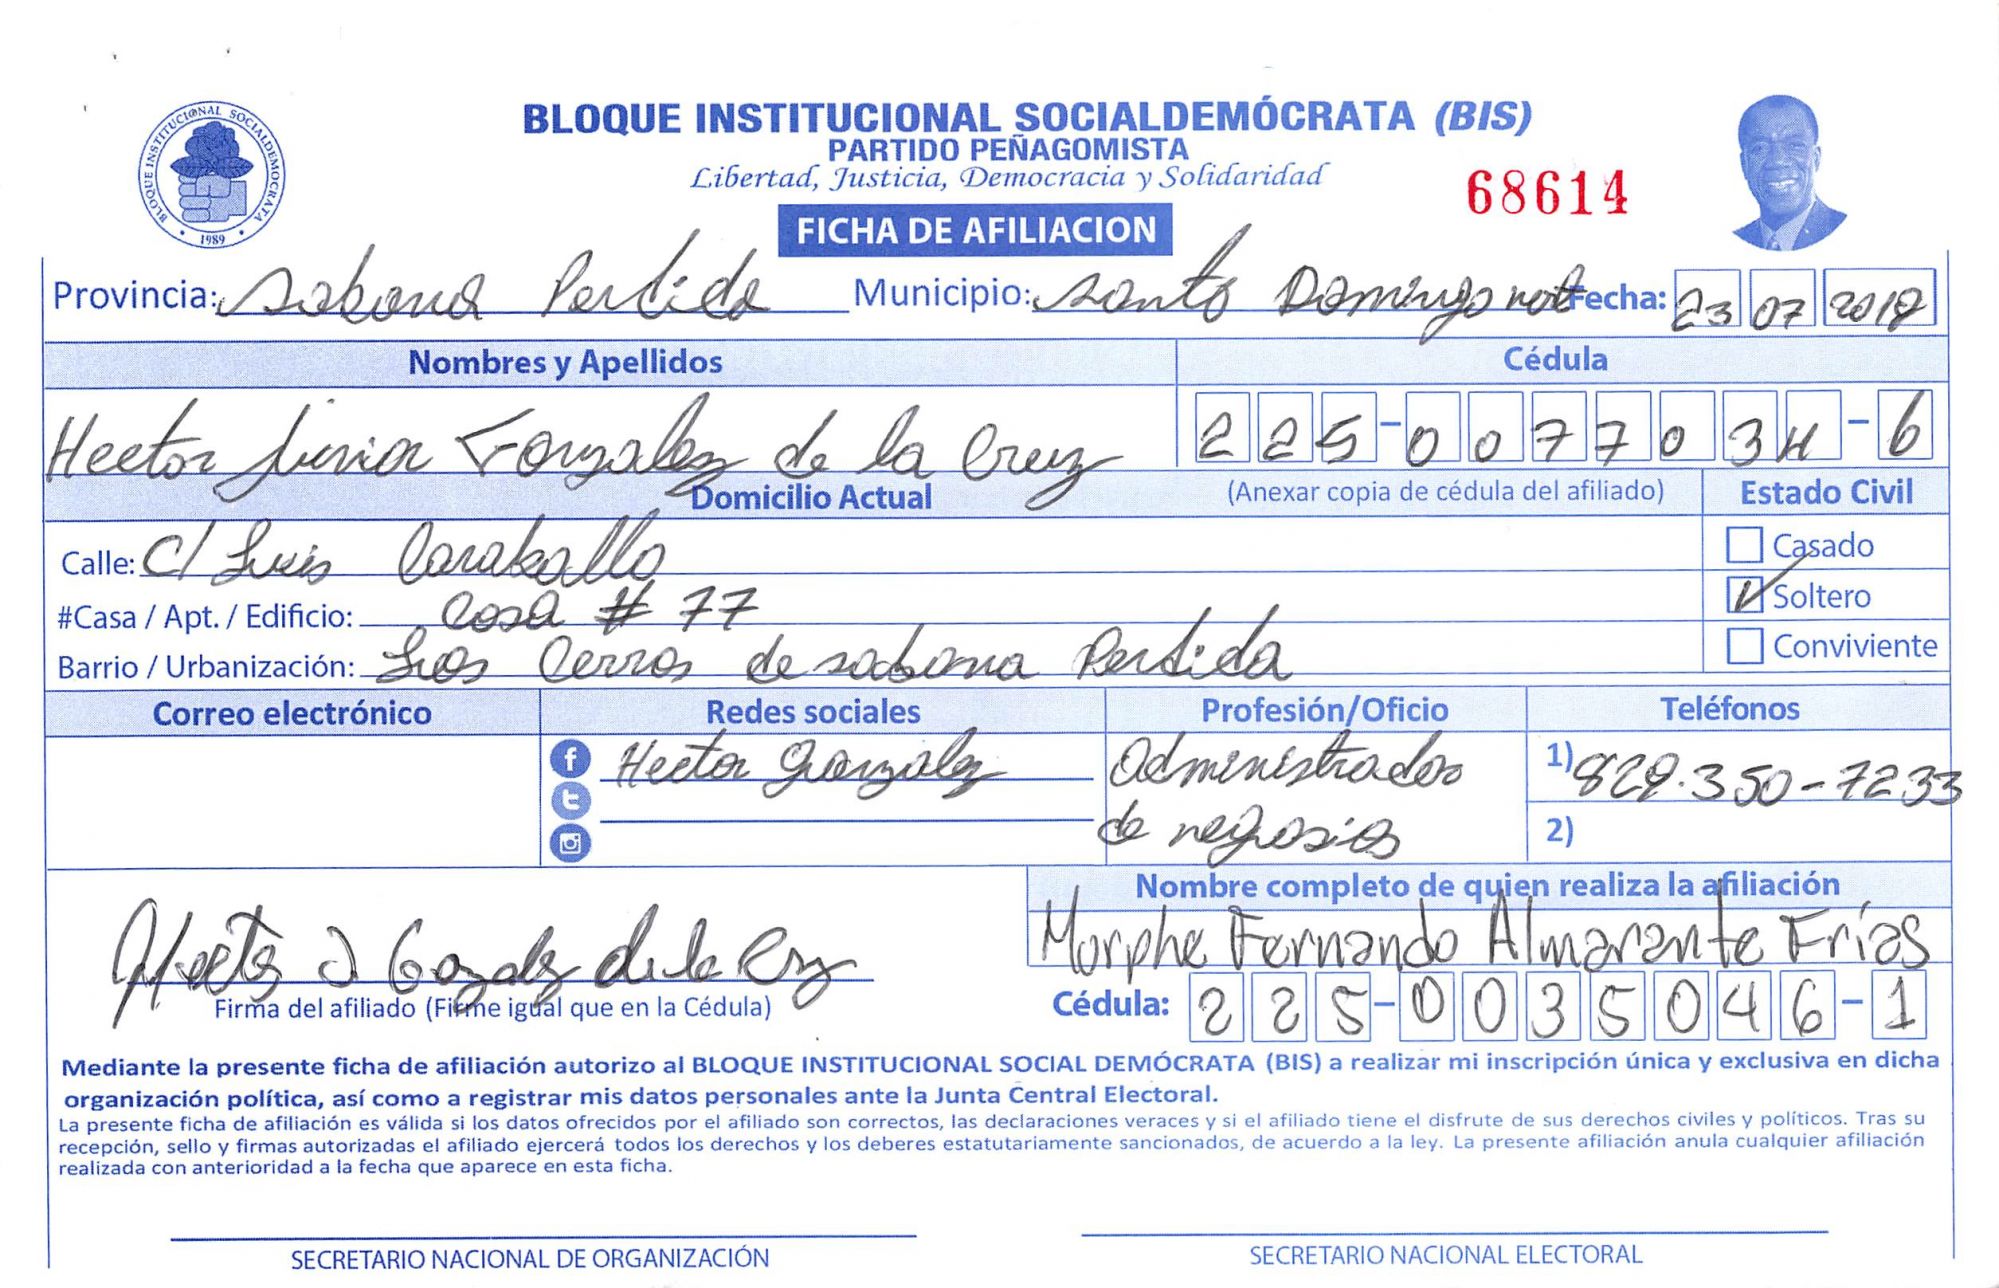 BLOQUE INSTITUCIONAL SOCIALDEMÓCRATA (BIS)
PARTIDO PEÑAGOMISTA
Libertad, Justicia, Democracia y Solidaridad
68614
BLOQUE INSTITUCIONAL SOCIALDEMOCRATA
1989
FICHA DE AFILIACION
Provincia: Sabana Perdida Municipio: Santo Domingo Fecha: 23 07 2018
Nombres y Apellidos Cédula
Hector Junior Gonzalez de la Cruz 225-0077034-6
Domicilio Actual (Anexar copia de cédula del afiliado) Estado Civil
Calle: C/ Luis Caraballo Casado
#Casa / Apt. / Edificio: Casa # 77 Soltero
Barrio / Urbanización: Los Cerros de sabana Perdida Conviviente
Correo electrónico Redes sociales Profesión/Oficio Teléfonos
Hector Gonzalez Administrador 1) 829.350-7233
de negosios 2)
Nombre completo de quien realiza la afiliación
Morphe Fernando Almarante Frías
Hector J Gonzalez de la Cruz
Firma del afiliado (Firme igual que en la Cédula) Cédula: 225-0035046-1
Mediante la presente ficha de afiliación autorizo al BLOQUE INSTITUCIONAL SOCIAL DEMÓCRATA (BIS) a realizar mi inscripción única y exclusiva en dicha
organización política, así como a registrar mis datos personales ante la Junta Central Electoral.
La presente ficha de afiliación es válida si los datos ofrecidos por el afiliado son correctos, las declaraciones veraces y si el afiliado tiene el disfrute de sus derechos civiles y políticos. Tras su
recepción, sello y firmas autorizadas el afiliado ejercerá todos los derechos y los deberes estatutariamente sancionados, de acuerdo a la ley. La presente afiliación anula cualquier afiliación
realizada con anterioridad a la fecha que aparece en esta ficha.
SECRETARIO NACIONAL DE ORGANIZACIÓN SECRETARIO NACIONAL ELECTORAL